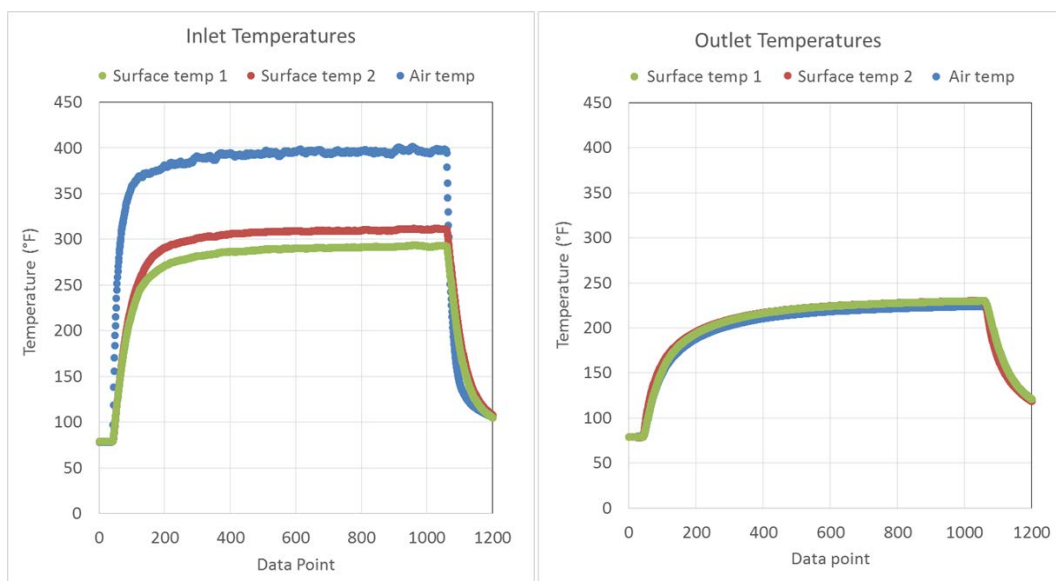 Inlet Temperatures
Surface temp 1 Surface temp 2 Air temp
450
400
350
300
250
200
150
100
50
0
Temperature (°F)
0 200 400 600 800 1000 1200
Data Point
Outlet Temperatures
Surface temp 1 Surface temp 2 Air temp
450
400
350
300
250
200
150
100
50
0
Temperature (°F)
0 200 400 600 800 1000 1200
Data point